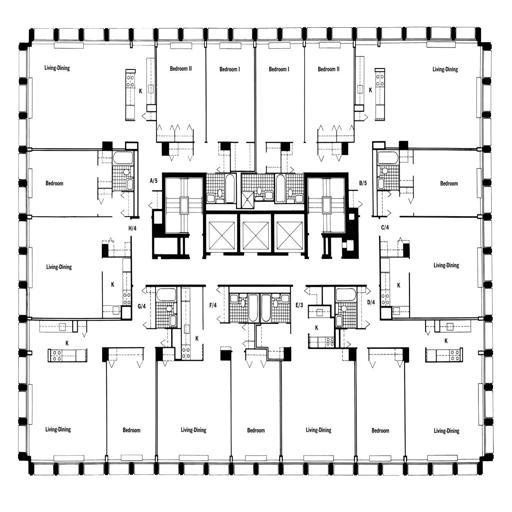 Living-Dining
Bedroom II
Bedroom I
Bedroom I
Bedroom II
Living-Dining
K
K
A/5
B/5
Bedroom
Bedroom
H/4
C/4
Living-Dining
Living-Dining
K
K
G/4
F/4
E/3
D/4
K
K
K
K
Living-Dining
Bedroom
Living-Dining
Bedroom
Living-Dining
Bedroom
Living-Dining